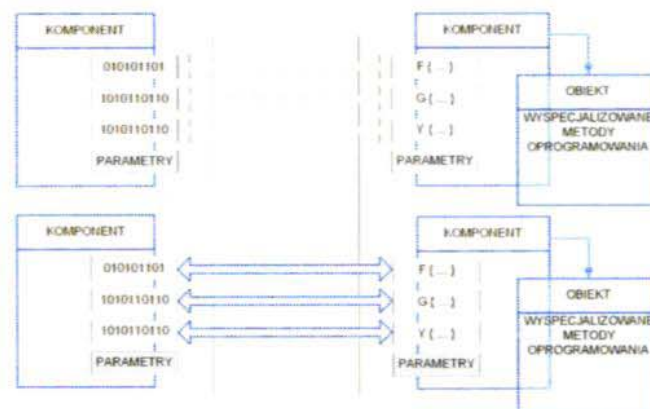 KOMPONENT
010101101
1010110110
1010110110
PARAMETRY
KOMPONENT
F (...)
G (...)
Y (...)
PARAMETRY
OBIEKT
WYSPECJALIZOWANE
METODY
OPROGRAMOWANIA
KOMPONENT
010101101
1010110110
1010110110
PARAMETRY
KOMPONENT
F (...)
G (...)
Y (...)
PARAMETRY
OBIEKT
WYSPECJALIZOWANE
METODY
OPROGRAMOWANIA